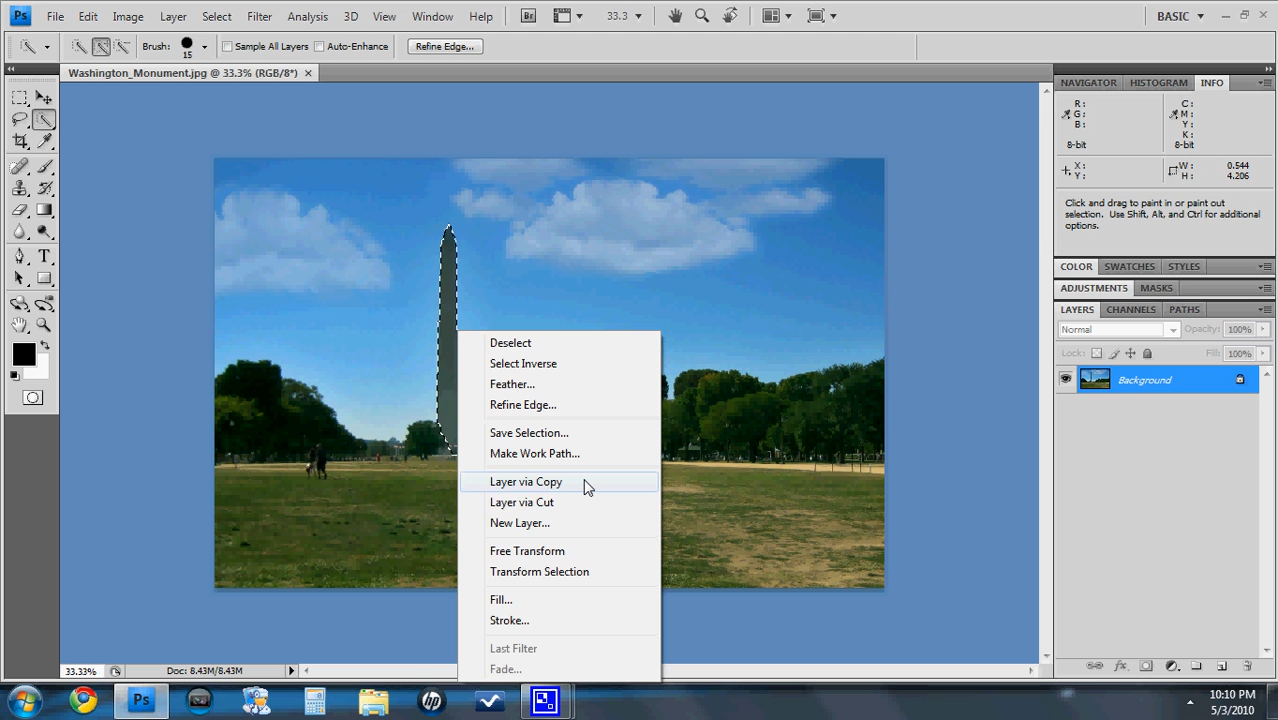 Ps File Edit Image Layer Select Filter Analysis 3D View Window Help Br 33.3 BASIC
Brush: 15 Sample All Layers Auto-Enhance Refine Edge...
Washington_Monument.jpg @ 33.3% (RGB/8*)
NAVIGATOR HISTOGRAM INFO
R: C:
G: M:
B: Y:
K:
8-bit 8-bit
X: W: 0.544
Y: H: 4.206
Click and drag to paint in or paint out
selection. Use Shift, Alt, and Ctrl for additional
options.
COLOR SWATCHES STYLES
ADJUSTMENTS MASKS
LAYERS CHANNELS PATHS
Normal Opacity: 100%
Lock: Fill: 100%
Background
Deselect
Select Inverse
Feather...
Refine Edge...
Save Selection...
Make Work Path...
Layer via Copy
Layer via Cut
New Layer...
Free Transform
Transform Selection
Fill...
Stroke...
Last Filter
Fade...
33.33% Doc: 8.43M/8.43M
Ps hp 10:10 PM
5/3/2010